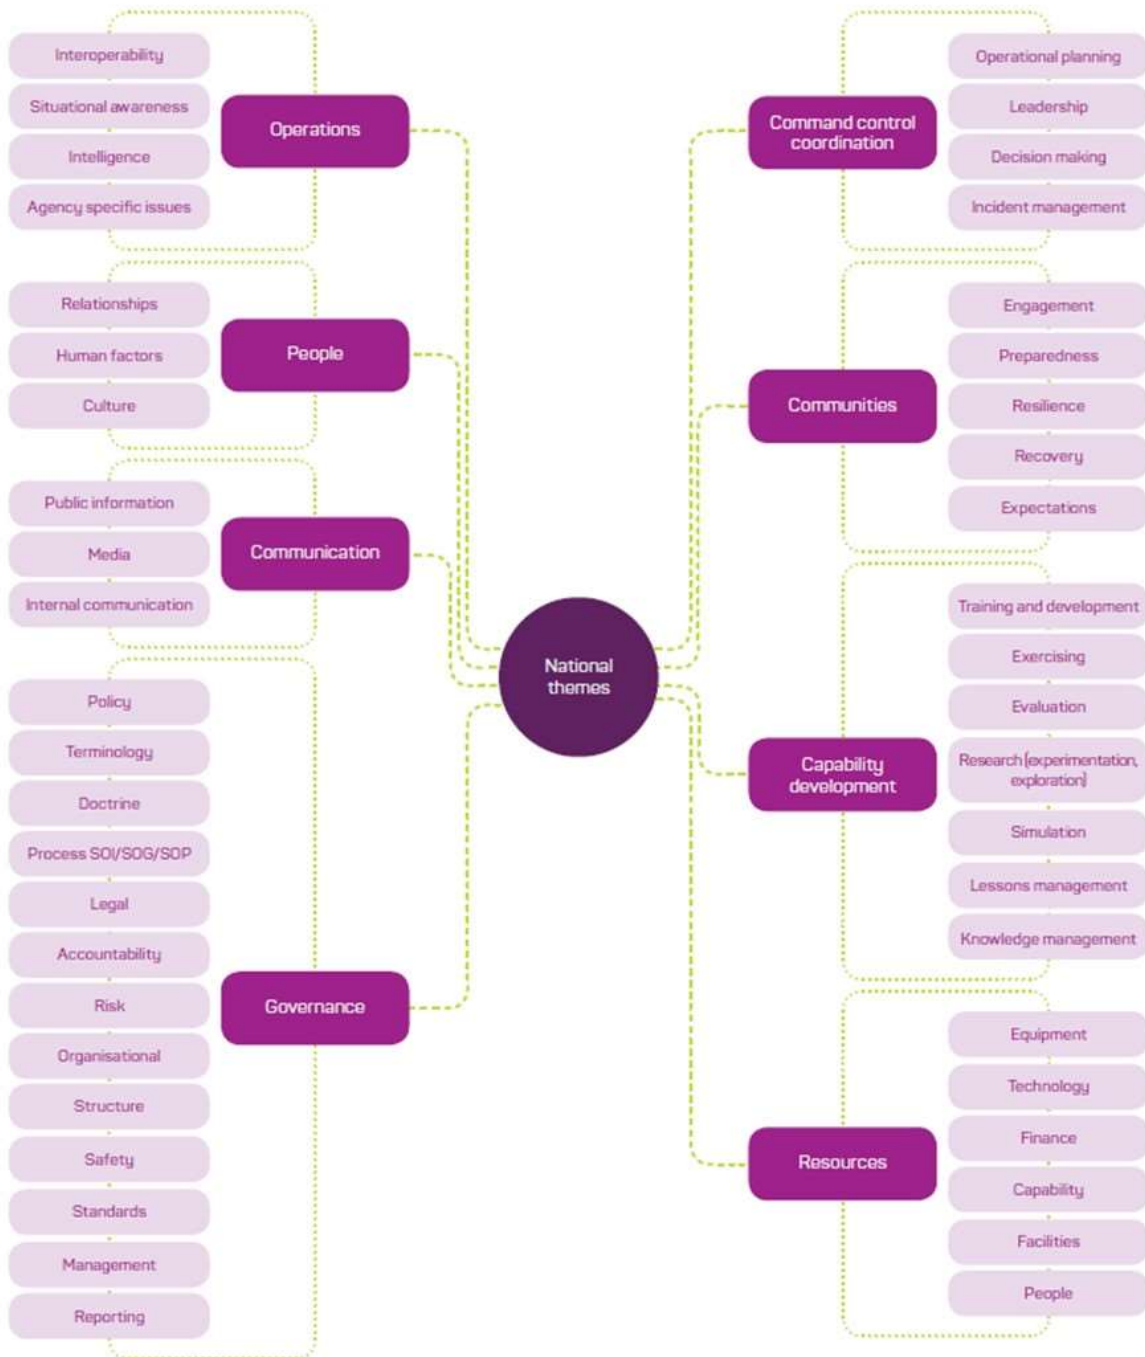 Interoperability
Situational awareness
Intelligence
Agency specific issues
Operations
Relationships
Human factors
Culture
People
Public information
Media
Internal communication
Communication
Policy
Terminology
Doctrine
Process SOI/SOG/SOP
Legal
Accountability
Risk
Organisational
Structure
Safety
Standards
Management
Reporting
Governance
National
themes
Command control
coordination
Operational planning
Leadership
Decision making
Incident management
Communities
Engagement
Preparedness
Resilience
Recovery
Expectations
Capability
development
Training and development
Exercising
Evaluation
Research (experimentation,
exploration)
Simulation
Lessons management
Knowledge management
Resources
Equipment
Technology
Finance
Capability
Facilities
People